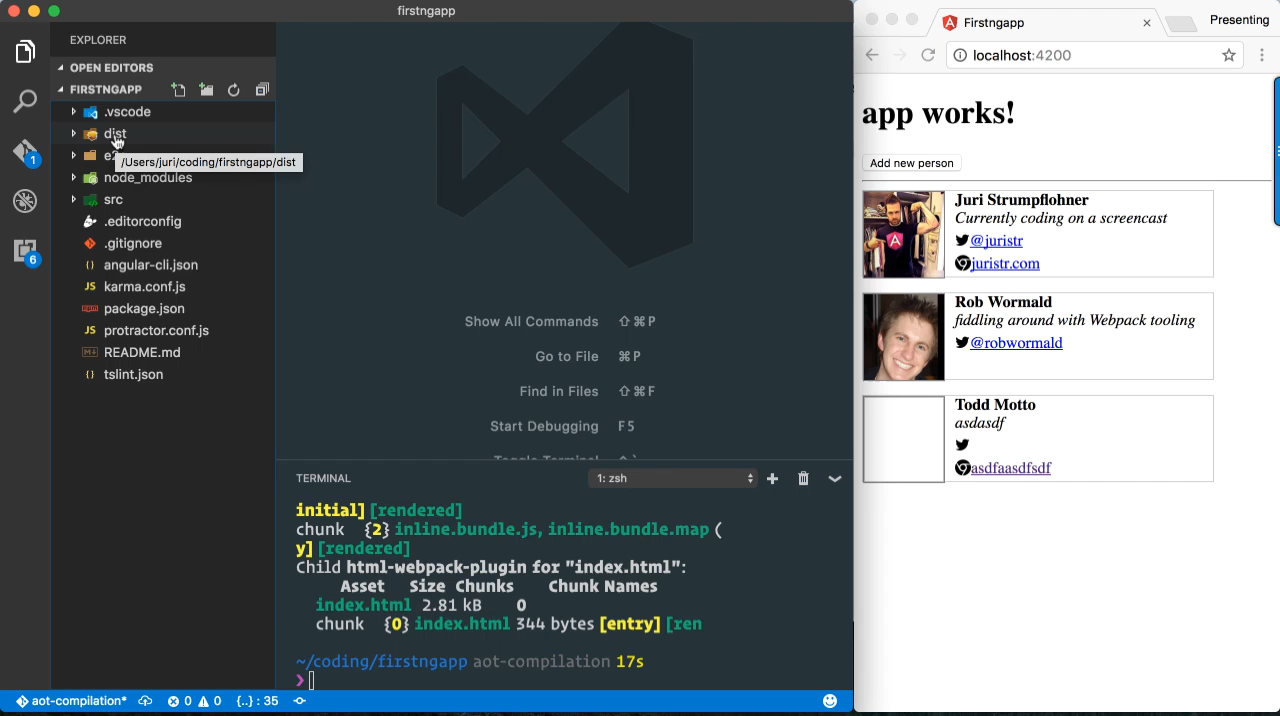 firstngapp
EXPLORER
OPEN EDITORS
FIRSTNGAPP
.vscode
dist
/Users/juri/coding/firstngapp/dist
node_modules
src
.editorconfig
.gitignore
angular-cli.json
karma.conf.js
package.json
protractor.conf.js
README.md
tslint.json
1
6
Show All Commands ⇧⌘P
Go to File ⌘P
Find in Files ⇧⌘F
Start Debugging F5
Toggle Terminal ⌃`
TERMINAL
1: zsh
initial] [rendered]
chunk {2} inline.bundle.js, inline.bundle.map (
y] [rendered]
Child html-webpack-plugin for "index.html":
Asset Size Chunks Chunk Names
index.html 2.81 kB 0
chunk {0} index.html 344 bytes [entry] [ren
~/coding/firstngapp aot-compilation 17s
❯
aot-compilation* 0 0 {..} : 35
Firstngapp
Presenting
localhost:4200
app works!
Add new person
Juri Strumpflohner
Currently coding on a screencast
@juristr
juristr.com
Rob Wormald
fiddling around with Webpack tooling
@robwormald
Todd Motto
asdasdf
asdfaasdfsdf